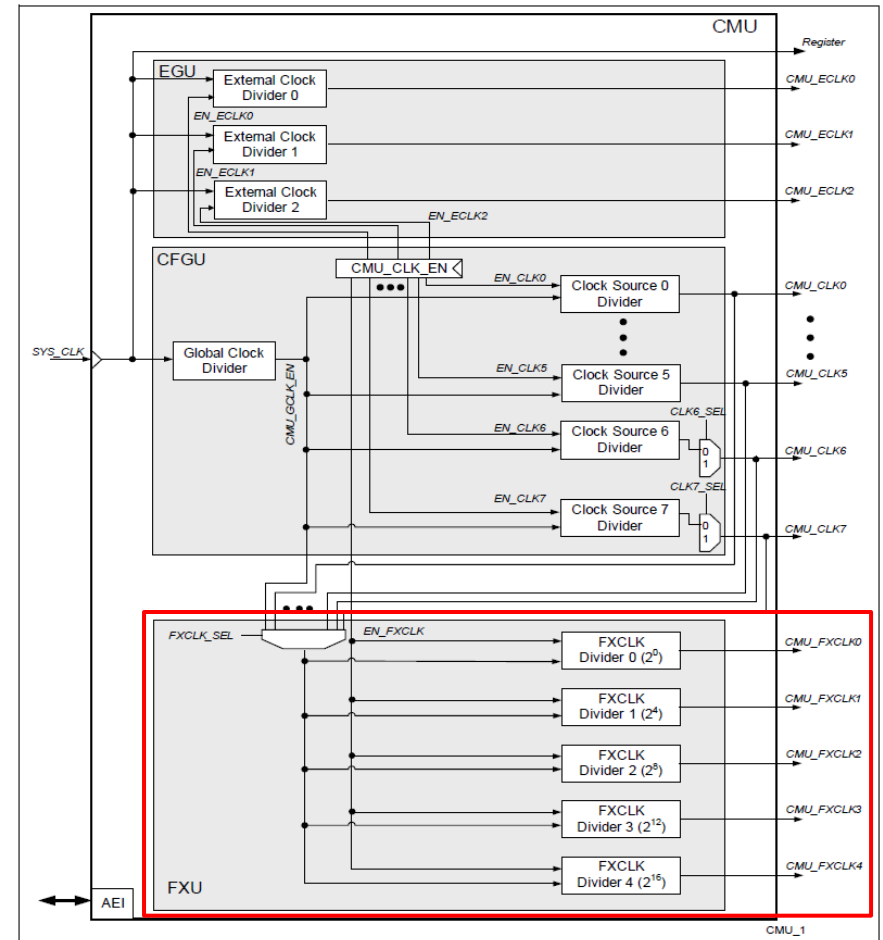 CMU
Register
EGU
External Clock
Divider 0
CMU_ECLK0
EN_ECLK0
External Clock
Divider 1
CMU_ECLK1
EN_ECLK1
External Clock
Divider 2
CMU_ECLK2
EN_ECLK2
CFGU
CMU_CLK_EN
EN_CLK0
Clock Source 0
Divider
CMU_CLK0
SYS_CLK
Global Clock
Divider
CMU_GCLK_EN
EN_CLK5
Clock Source 5
Divider
CMU_CLK5
CLK6_SEL
EN_CLK6
Clock Source 6
Divider
0
1
CMU_CLK6
CLK7_SEL
EN_CLK7
Clock Source 7
Divider
0
1
CMU_CLK7
FXCLK_SEL
EN_FXCLK
FXCLK
Divider 0 (2⁰)
CMU_FXCLK0
FXCLK
Divider 1 (2⁴)
CMU_FXCLK1
FXCLK
Divider 2 (2⁸)
CMU_FXCLK2
FXCLK
Divider 3 (2¹²)
CMU_FXCLK3
FXCLK
Divider 4 (2¹⁶)
CMU_FXCLK4
FXU
AEI
CMU_1